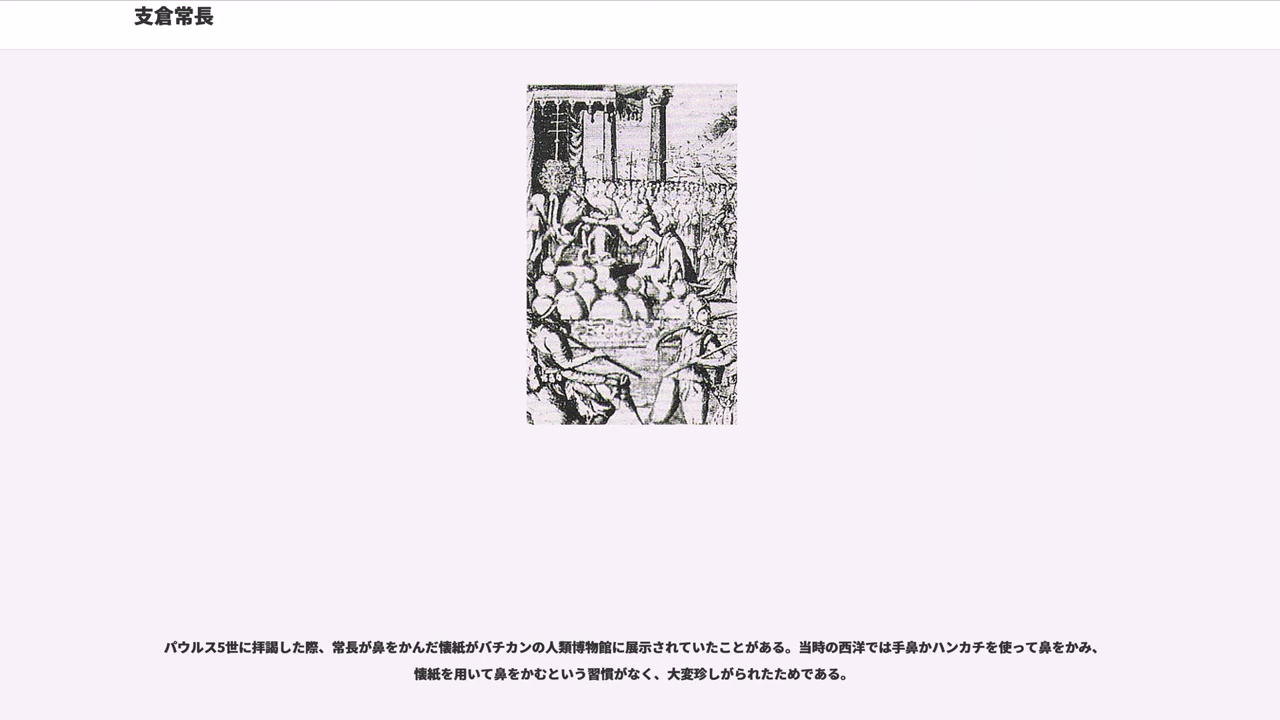 支倉常長
パウルス5世に拝謁した際、常長が鼻をかんだ懐紙がバチカンの人類博物館に展示されていたことがある。当時の西洋では手鼻かハンカチを使って鼻をかみ、
懐紙を用いて鼻をかむという習慣がなく、大変珍しがられたためである。